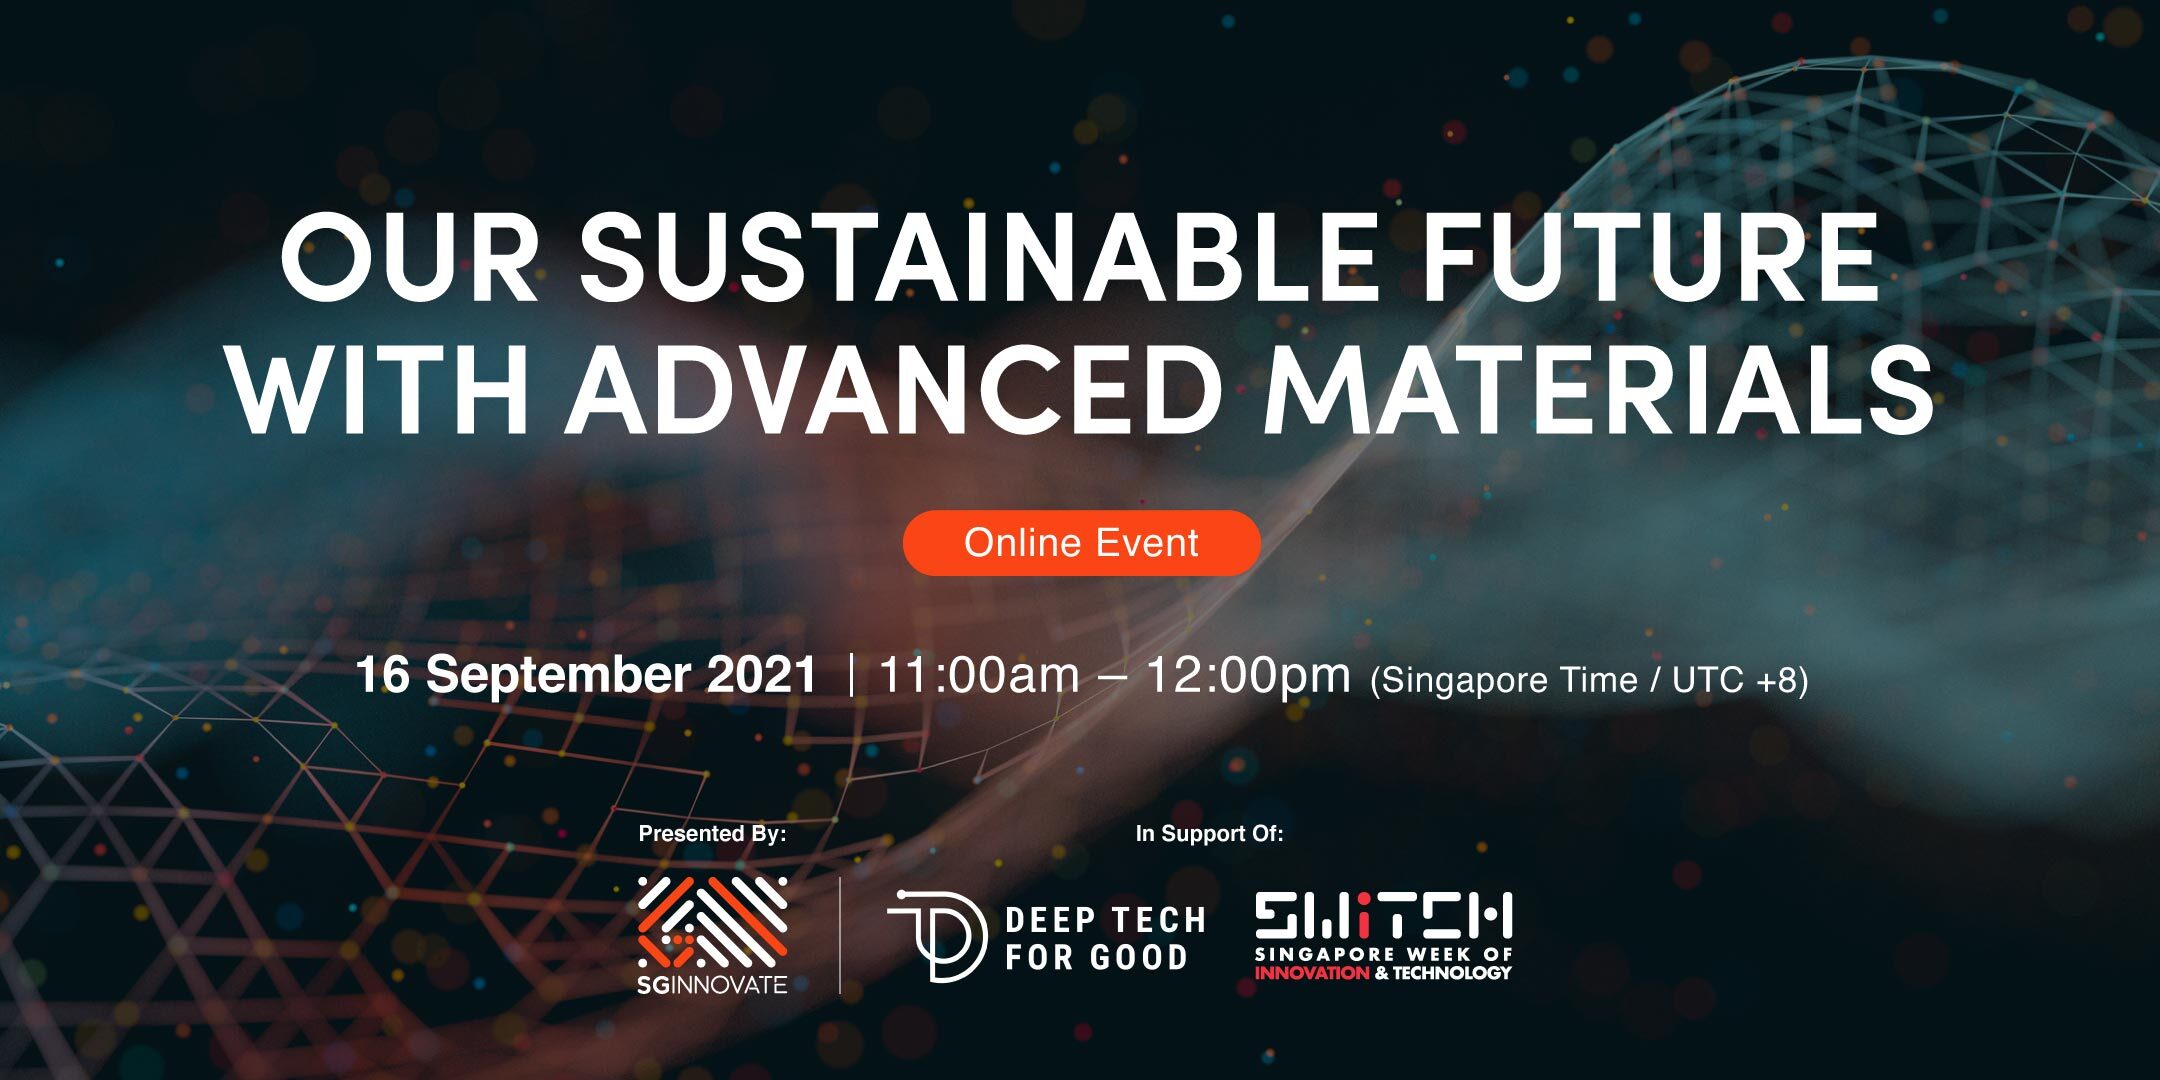 OUR SUSTAINABLE FUTURE
WITH ADVANCED MATERIALS
Online Event
16 September 2021 | 11:00am – 12:00pm (Singapore Time / UTC +8)
Presented By:
SGINNOVATE
In Support Of:
DEEP TECH
FOR GOOD
SWiTCH
SINGAPORE WEEK OF
INNOVATION & TECHNOLOGY